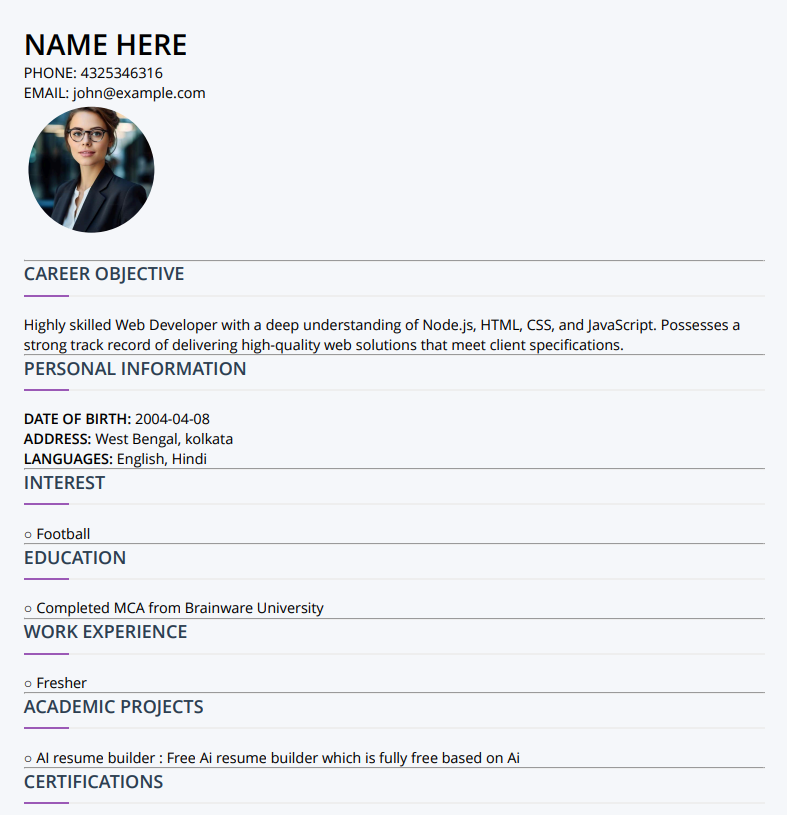 NAME HERE
PHONE: 4325346316
EMAIL: john@example.com
CAREER OBJECTIVE
Highly skilled Web Developer with a deep understanding of Node.js, HTML, CSS, and JavaScript. Possesses a
strong track record of delivering high-quality web solutions that meet client specifications.
PERSONAL INFORMATION
DATE OF BIRTH: 2004-04-08
ADDRESS: West Bengal, kolkata
LANGUAGES: English, Hindi
INTEREST
○ Football
EDUCATION
○ Completed MCA from Brainware University
WORK EXPERIENCE
○ Fresher
ACADEMIC PROJECTS
○ AI resume builder : Free Ai resume builder which is fully free based on Ai
CERTIFICATIONS